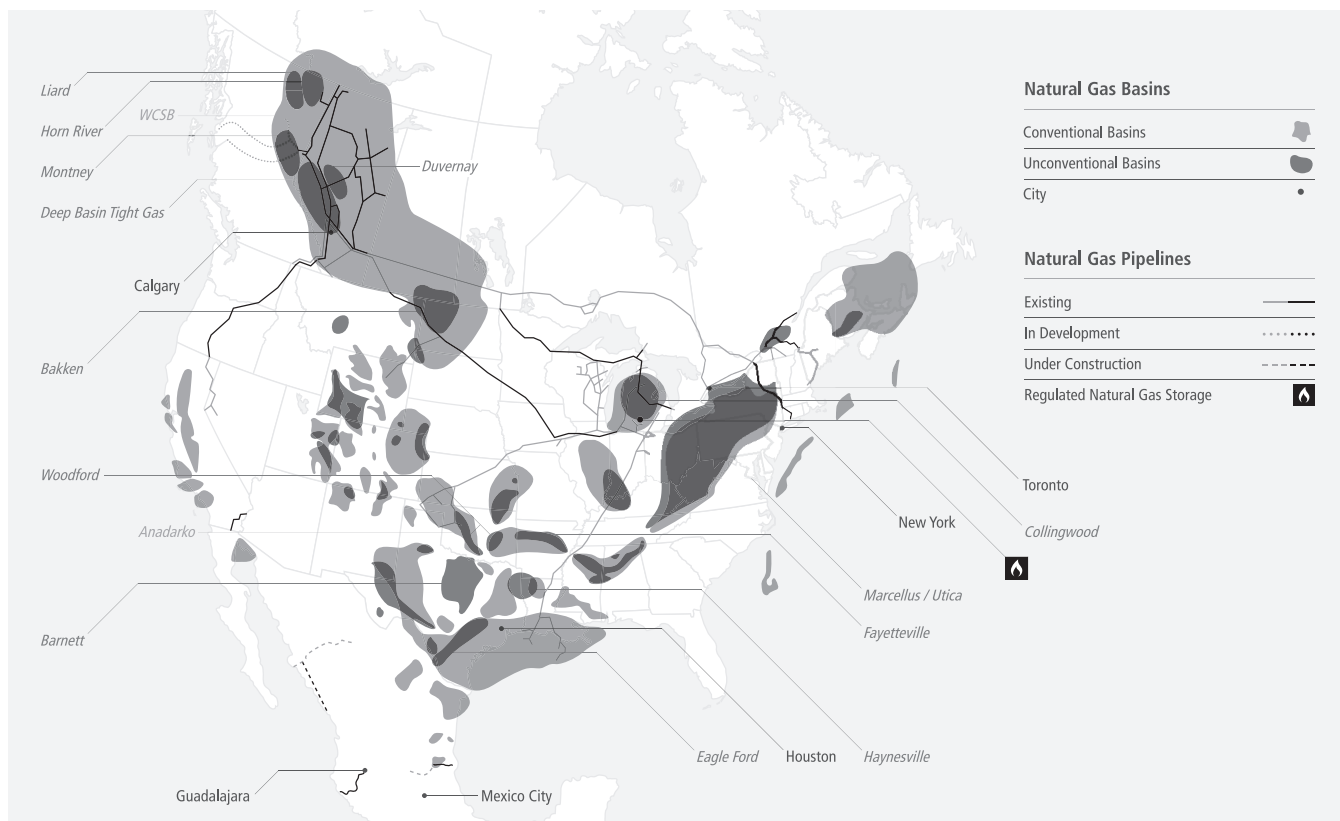 Liard
WCSB
Horn River
Montney
Duvernay
Deep Basin Tight Gas
Calgary
Bakken
Woodford
Anadarko
Barnett
Guadalajara
Mexico City
Eagle Ford
Houston
Haynesville
Fayetteville
Marcellus / Utica
New York
Collingwood
Toronto
Natural Gas Basins
Conventional Basins
Unconventional Basins
City
Natural Gas Pipelines
Existing
In Development
Under Construction
Regulated Natural Gas Storage